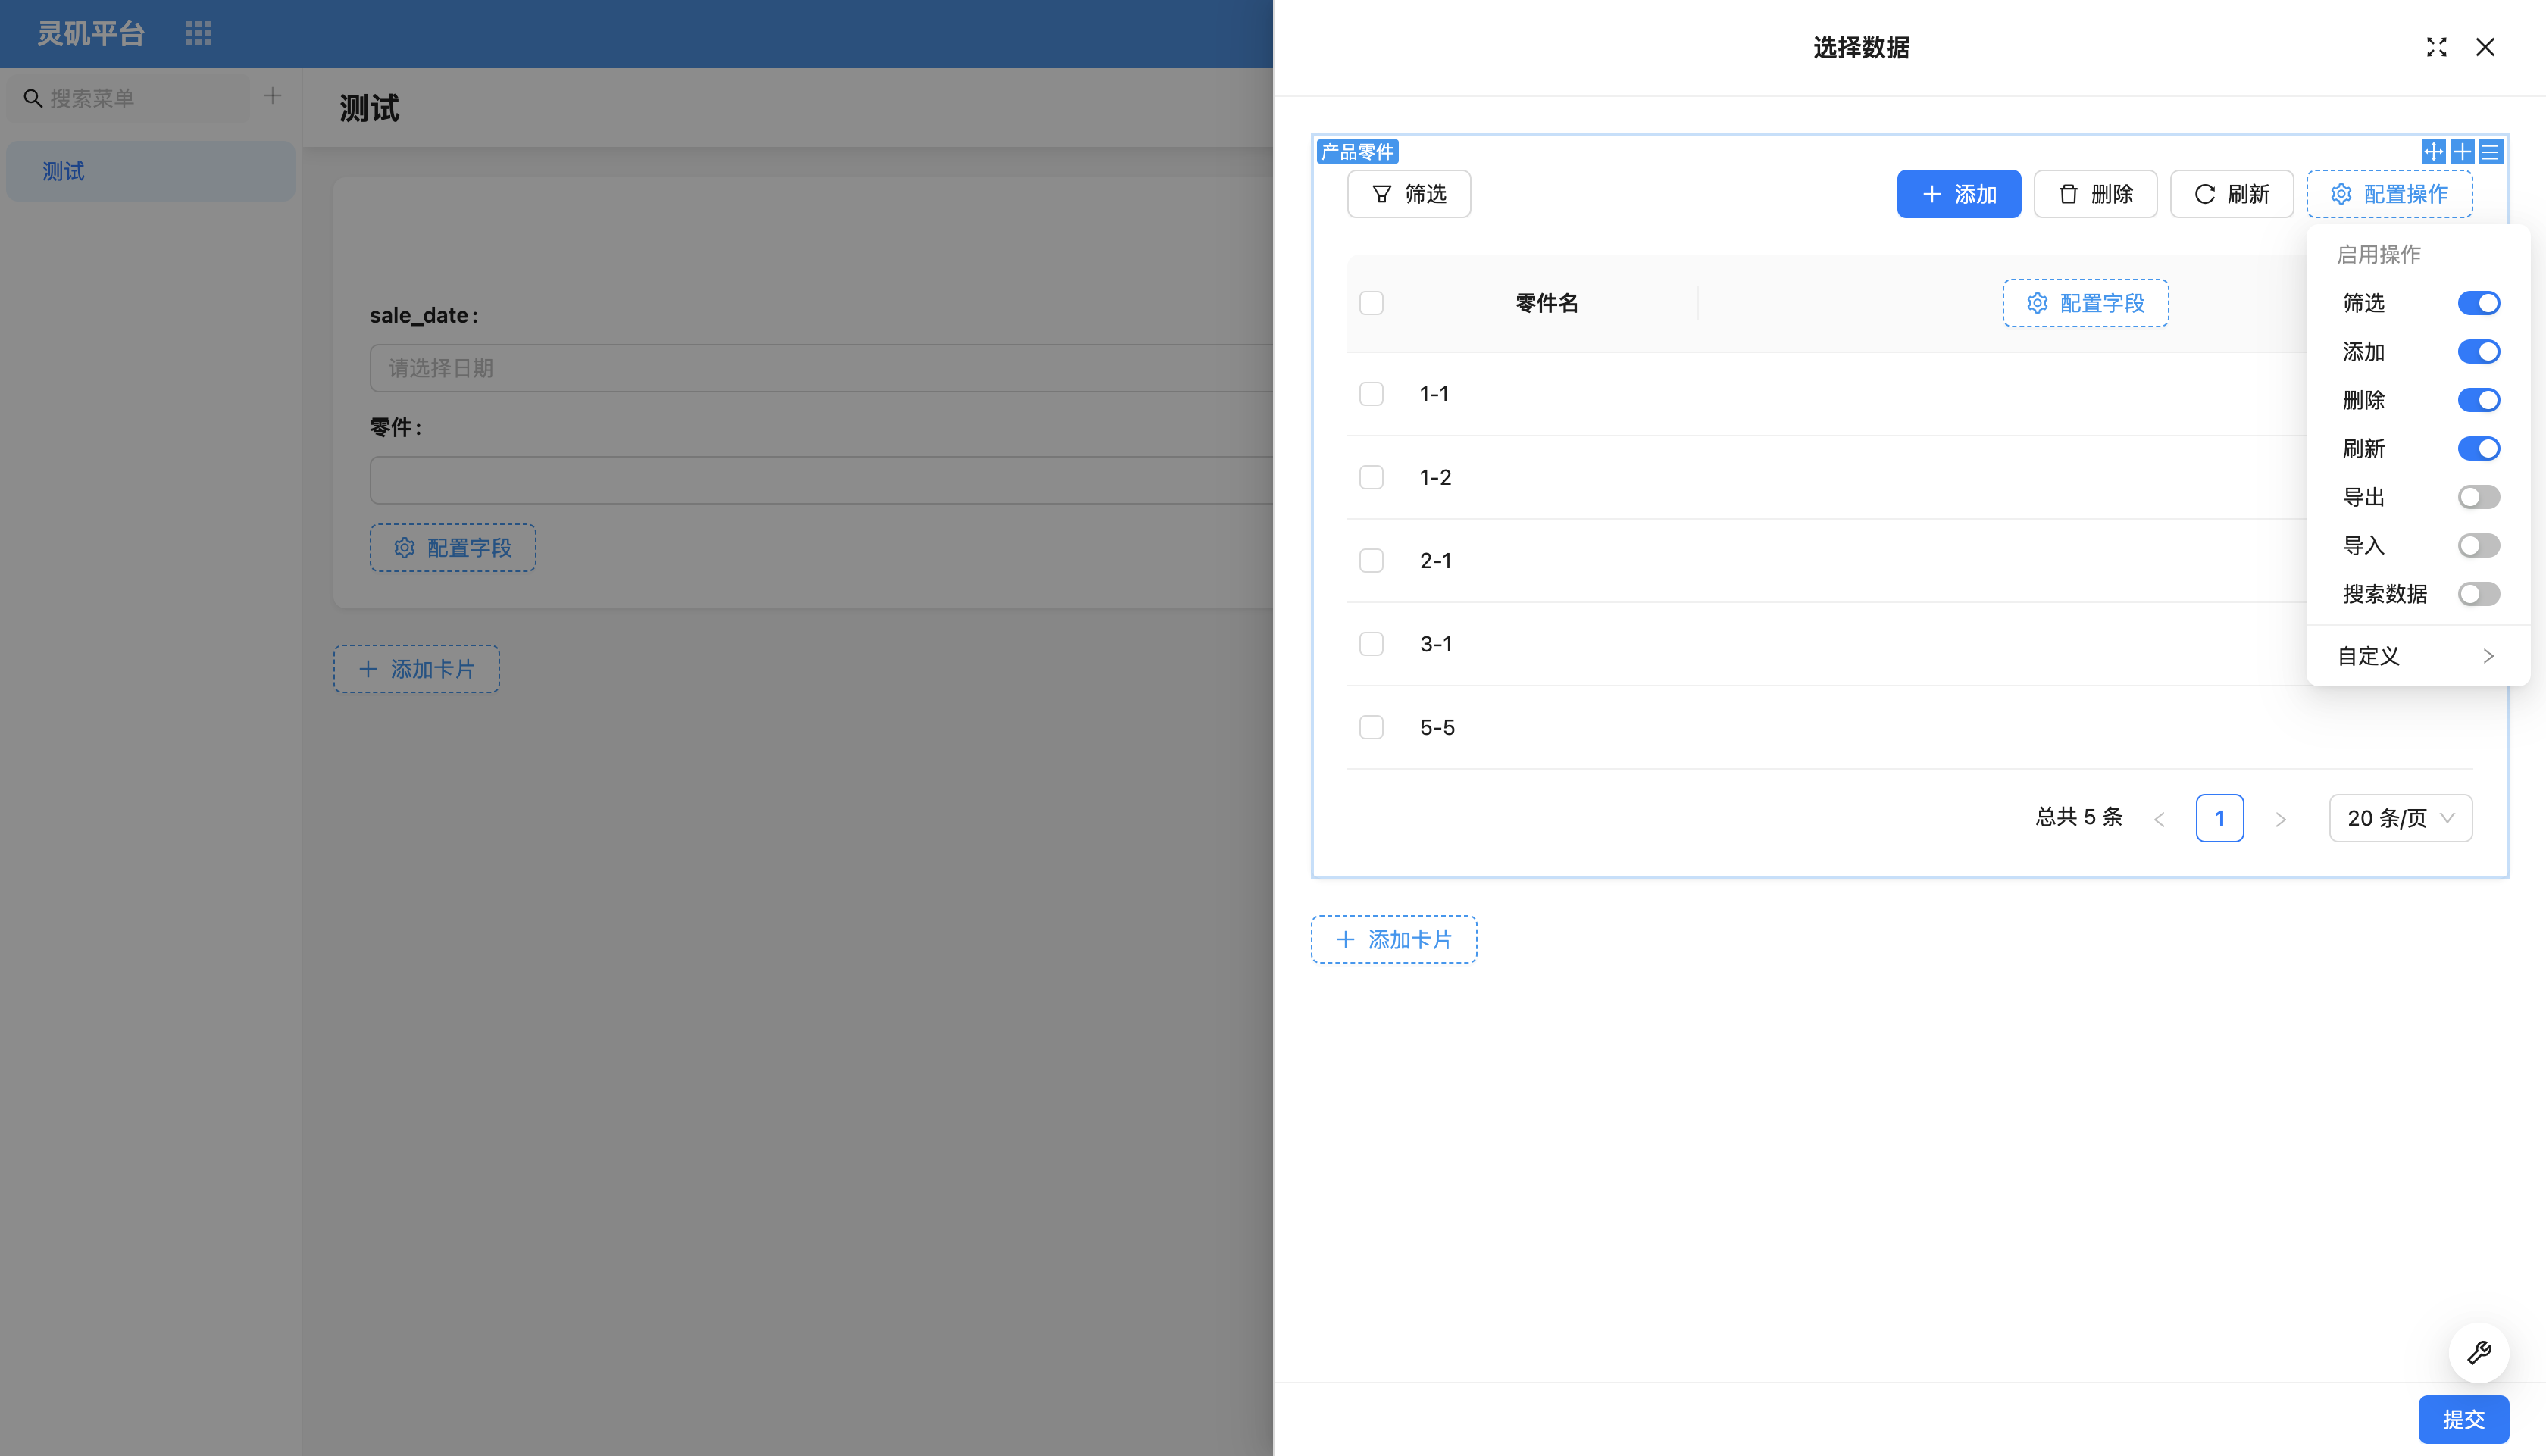 灵矶平台
搜索菜单
测试
测试
sale_date:
请选择日期
零件:
配置字段
添加卡片
选择数据
产品零件
筛选
添加
删除
刷新
配置操作
零件名
配置字段
1-1
1-2
2-1
3-1
5-5
启用操作
筛选
添加
删除
刷新
导出
导入
搜索数据
自定义
总共 5 条
1
20 条/页
添加卡片
提交